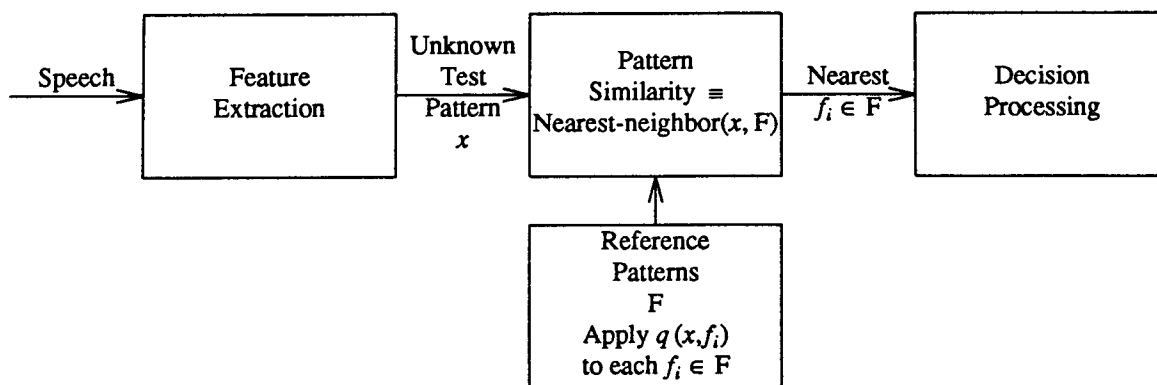 Speech
Feature
Extraction
Unknown
Test
Pattern
x
Pattern
Similarity ≡
Nearest-neighbor(x, F)
Nearest
f_i ∈ F
Decision
Processing
Reference
Patterns
F
Apply q (x,f_i)
to each f_i ∈ F